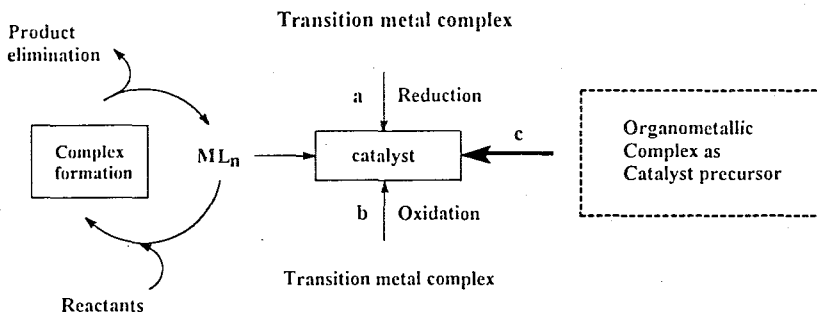 Transition metal complex
Product
elimination
a Reduction
Complex
formation
MLn
catalyst
c
Organometallic
Complex as
Catalyst precursor
b Oxidation
Transition metal complex
Reactants